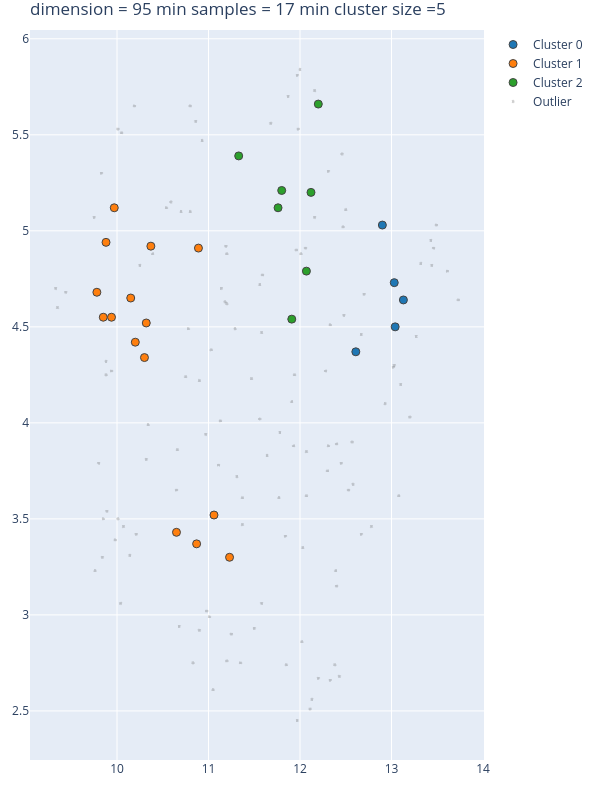 dimension = 95 min samples = 17 min cluster size =5
6
5.5
5
4.5
4
3.5
3
2.5
10
11
12
13
14
Cluster 0
Cluster 1
Cluster 2
Outlier